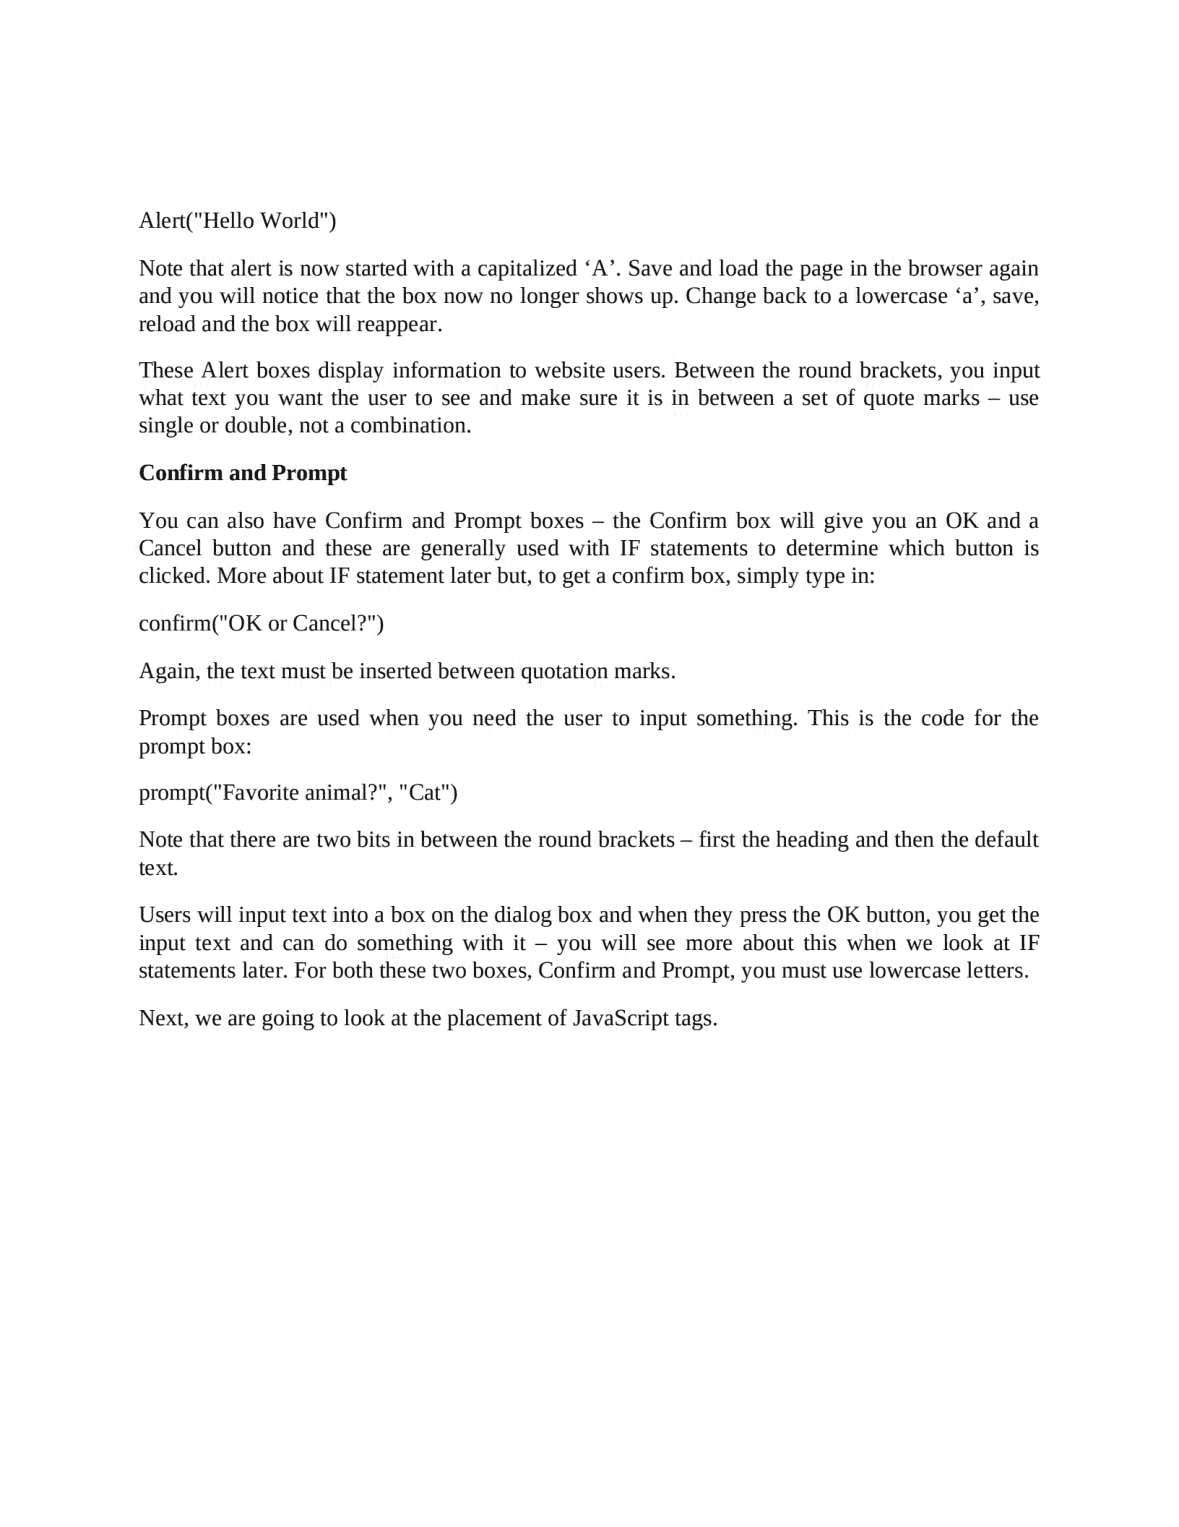 Alert("Hello World")
Note that alert is now started with a capitalized ‘A’. Save and load the page in the browser again
and you will notice that the box now no longer shows up. Change back to a lowercase ‘a’, save,
reload and the box will reappear.
These Alert boxes display information to website users. Between the round brackets, you input
what text you want the user to see and make sure it is in between a set of quote marks – use
single or double, not a combination.
Confirm and Prompt
You can also have Confirm and Prompt boxes – the Confirm box will give you an OK and a
Cancel button and these are generally used with IF statements to determine which button is
clicked. More about IF statement later but, to get a confirm box, simply type in:
confirm("OK or Cancel?")
Again, the text must be inserted between quotation marks.
Prompt boxes are used when you need the user to input something. This is the code for the
prompt box:
prompt("Favorite animal?", "Cat")
Note that there are two bits in between the round brackets – first the heading and then the default
text.
Users will input text into a box on the dialog box and when they press the OK button, you get the
input text and can do something with it – you will see more about this when we look at IF
statements later. For both these two boxes, Confirm and Prompt, you must use lowercase letters.
Next, we are going to look at the placement of JavaScript tags.